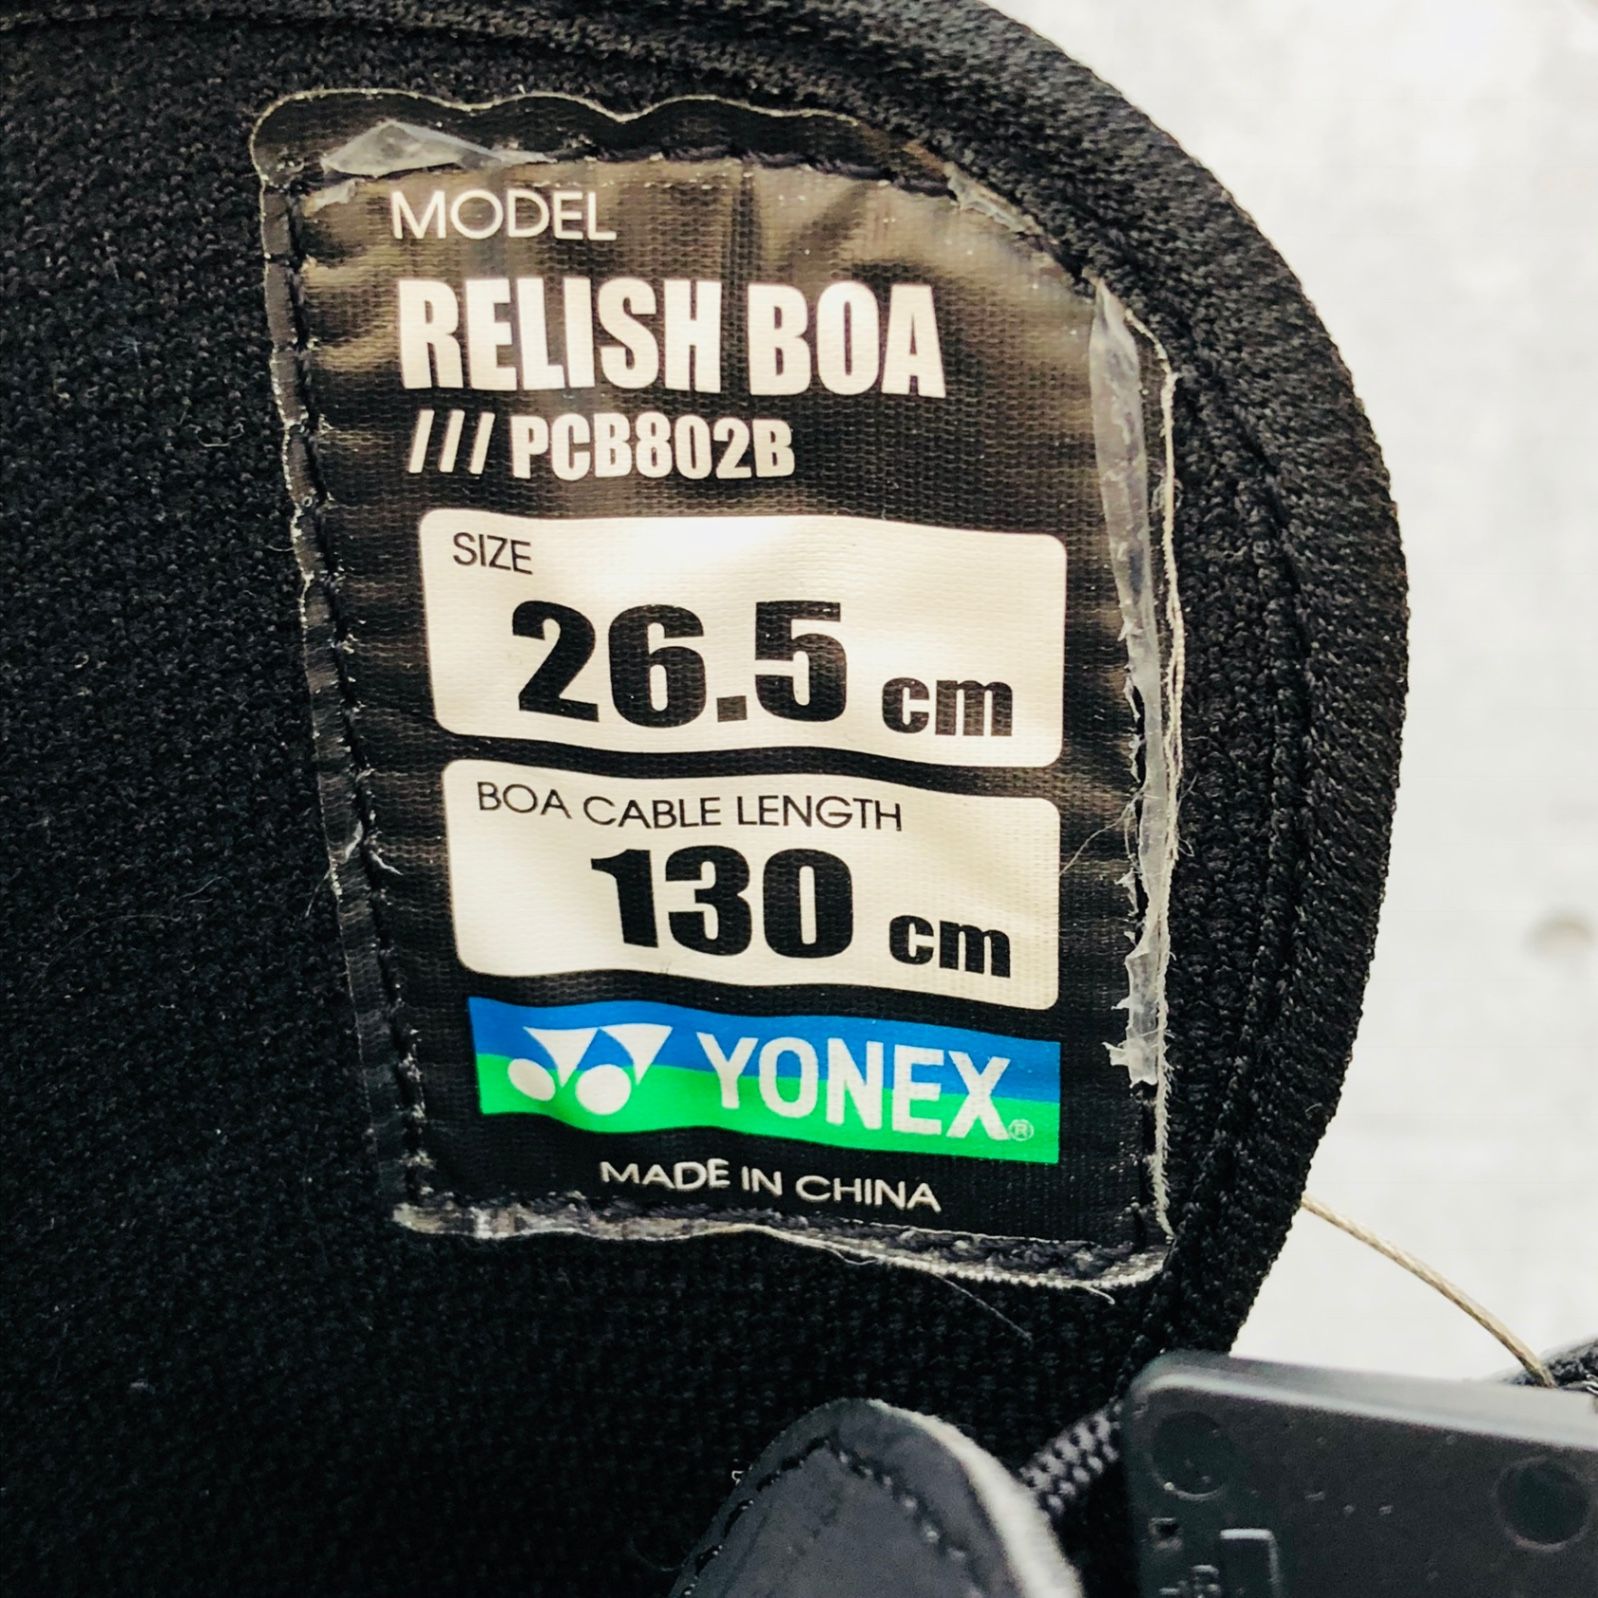 MODEL
RELISH BOA
/// PCB802B
SIZE
26.5 cm
BOA CABLE LENGTH
130 cm
YONEX®
MADE IN CHINA